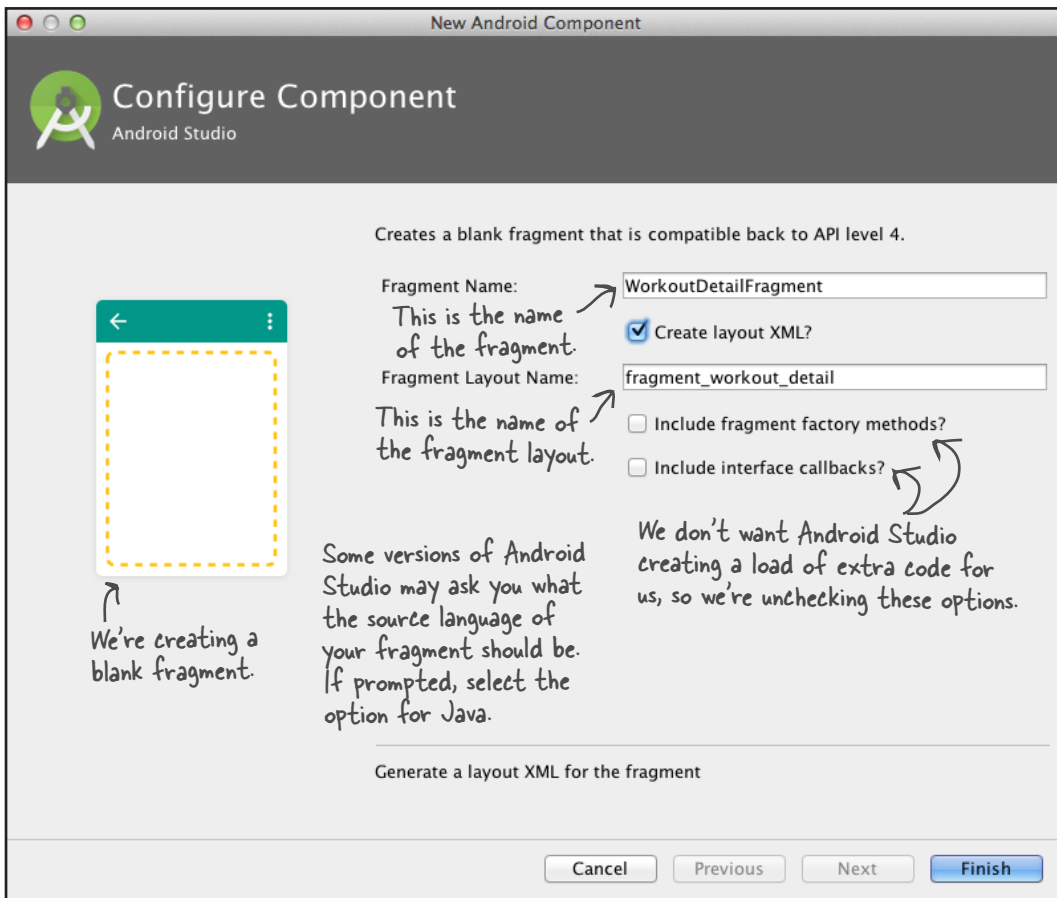 New Android Component
Configure Component
Android Studio
Creates a blank fragment that is compatible back to API level 4.
Fragment Name:
WorkoutDetailFragment
This is the name
of the fragment.
Create layout XML?
Fragment Layout Name:
fragment_workout_detail
This is the name of
the fragment layout.
Include fragment factory methods?
Include interface callbacks?
We don't want Android Studio
creating a load of extra code for
us, so we're unchecking these options.
Some versions of Android
Studio may ask you what
the source language of
your fragment should be.
If prompted, select the
option for Java.
We're creating a
blank fragment.
Generate a layout XML for the fragment
Cancel
Previous
Next
Finish